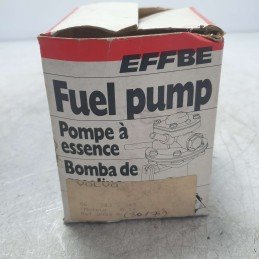 EFFBE
Fuel pump
Pompe à
essence
Bomba de